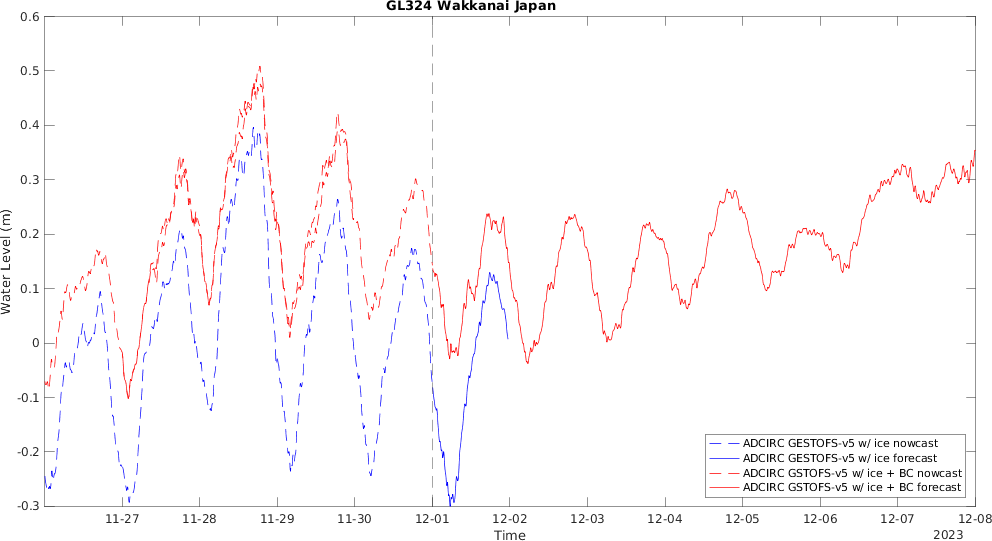 GL324 Wakkanai Japan
0.6
0.5
0.4
0.3
0.2
0.1
0
-0.1
-0.2
-0.3
Water Level (m)
ADCIRC GESTOFS-v5 w/ ice nowcast
ADCIRC GESTOFS-v5 w/ ice forecast
ADCIRC GSTOFS-v5 w/ ice + BC nowcast
ADCIRC GSTOFS-v5 w/ ice + BC forecast
11-27 11-28 11-29 11-30 12-01 12-02 12-03 12-04 12-05 12-06 12-07 12-08
Time
2023